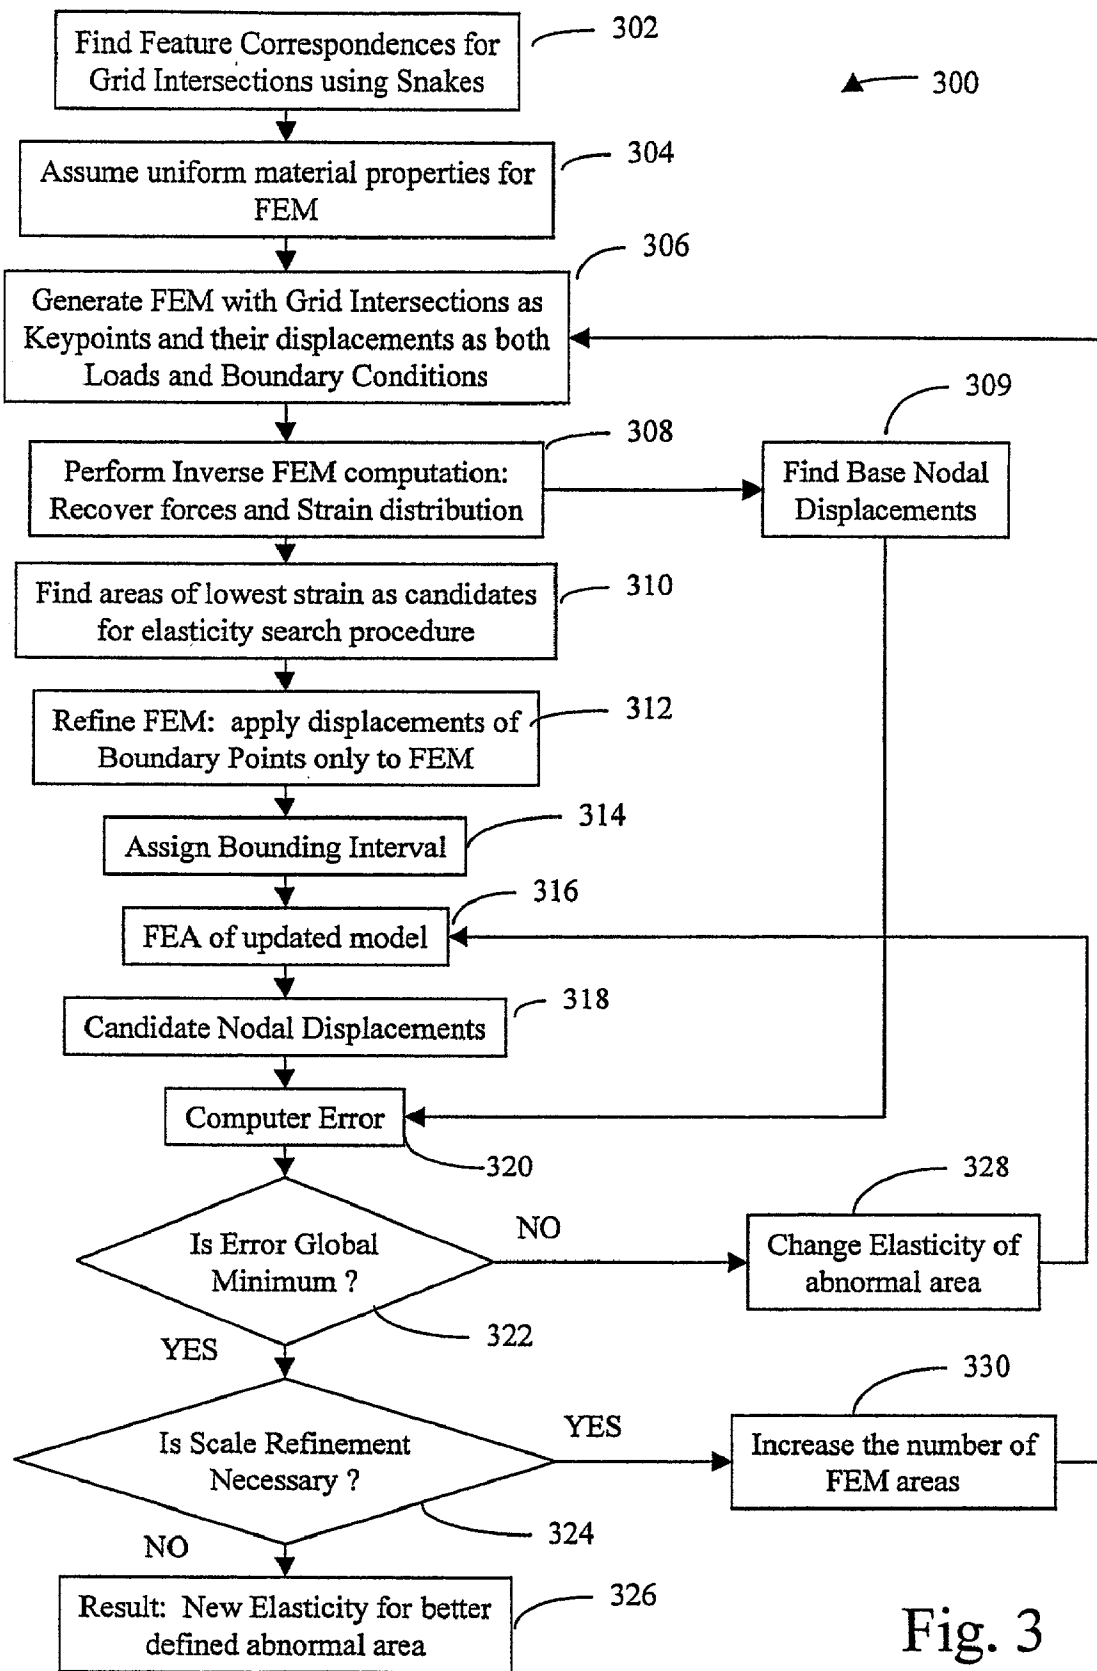 Find Feature Correspondences for
Grid Intersections using Snakes
302
300
Assume uniform material properties for
FEM
304
306
Generate FEM with Grid Intersections as
Keypoints and their displacements as both
Loads and Boundary Conditions
309
308
Perform Inverse FEM computation:
Recover forces and Strain distribution
Find Base Nodal
Displacements
Find areas of lowest strain as candidates
for elasticity search procedure
310
Refine FEM: apply displacements of
Boundary Points only to FEM
312
314
Assign Bounding Interval
316
FEA of updated model
318
Candidate Nodal Displacements
Computer Error
320
328
Is Error Global
Minimum ?
NO
Change Elasticity of
abnormal area
322
YES
330
Is Scale Refinement
Necessary ?
YES
Increase the number of
FEM areas
324
NO
326
Result: New Elasticity for better
defined abnormal area
Fig. 3